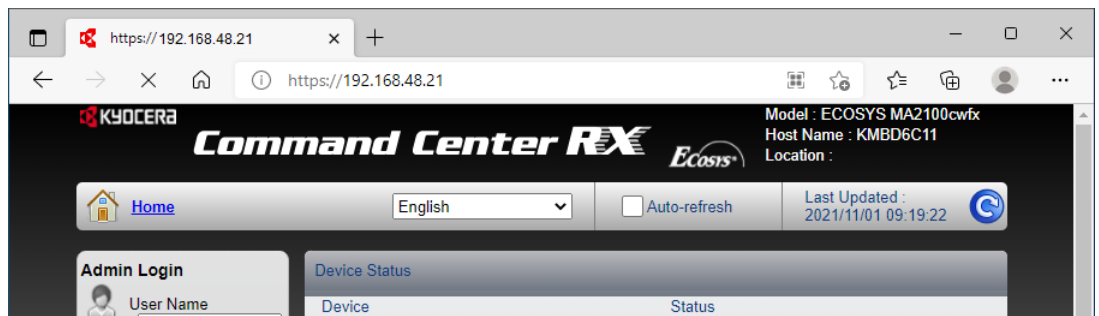 https://192.168.48.21
https://192.168.48.21
KYOCERA
Command Center RX
Ecosys
Model : ECOSYS MA2100cwfx
Host Name : KMBD6C11
Location :
Home
English
Auto-refresh
Last Updated :
2021/11/01 09:19:22
Admin Login
User Name
Device Status
Device Status